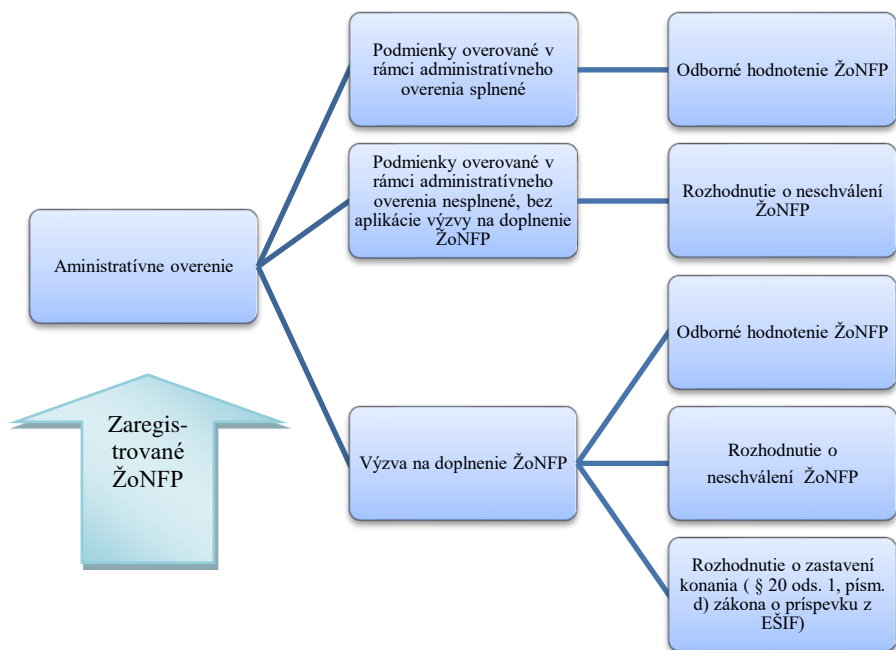 Aministratívne overenie
Zaregis-
trované
ŽoNFP
Podmienky overované v
rámci administratívneho
overenia splnené
Odborné hodnotenie ŽoNFP
Podmienky overované v
rámci administratívneho
overenia nesplnené, bez
aplikácie výzvy na doplnenie
ŽoNFP
Rozhodnutie o neschválení
ŽoNFP
Výzva na doplnenie ŽoNFP
Odborné hodnotenie ŽoNFP
Rozhodnutie o
neschválení ŽoNFP
Rozhodnutie o zastavení
konania ( § 20 ods. 1, písm.
d) zákona o príspevku z
EŠIF)